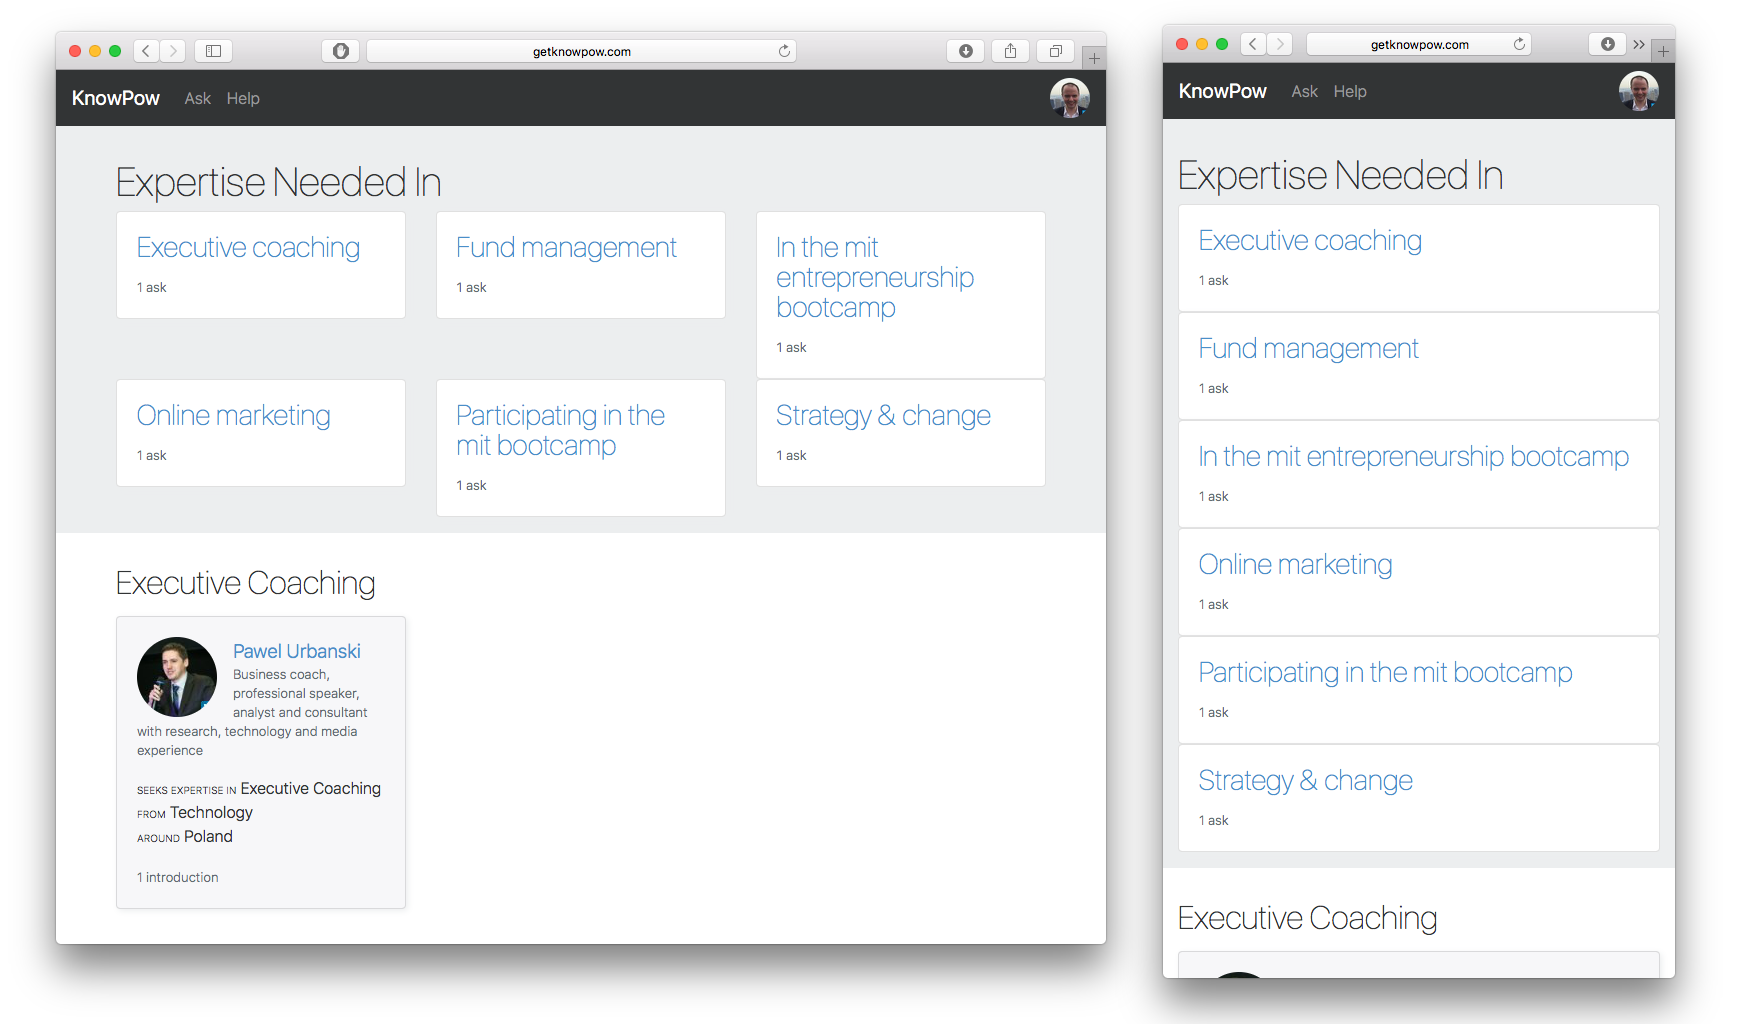 getknowpow.com
KnowPow Ask Help
Expertise Needed In
Executive coaching
1 ask
Fund management
1 ask
In the mit
entrepreneurship
bootcamp
1 ask
Online marketing
1 ask
Participating in the
mit bootcamp
1 ask
Strategy & change
1 ask
Executive Coaching
Pawel Urbanski
Business coach,
professional speaker,
analyst and consultant
with research, technology and media
experience
SEEKS EXPERTISE IN Executive Coaching
FROM Technology
AROUND Poland
1 introduction
getknowpow.com
KnowPow Ask Help
Expertise Needed In
Executive coaching
1 ask
Fund management
1 ask
In the mit entrepreneurship bootcamp
1 ask
Online marketing
1 ask
Participating in the mit bootcamp
1 ask
Strategy & change
1 ask
Executive Coaching